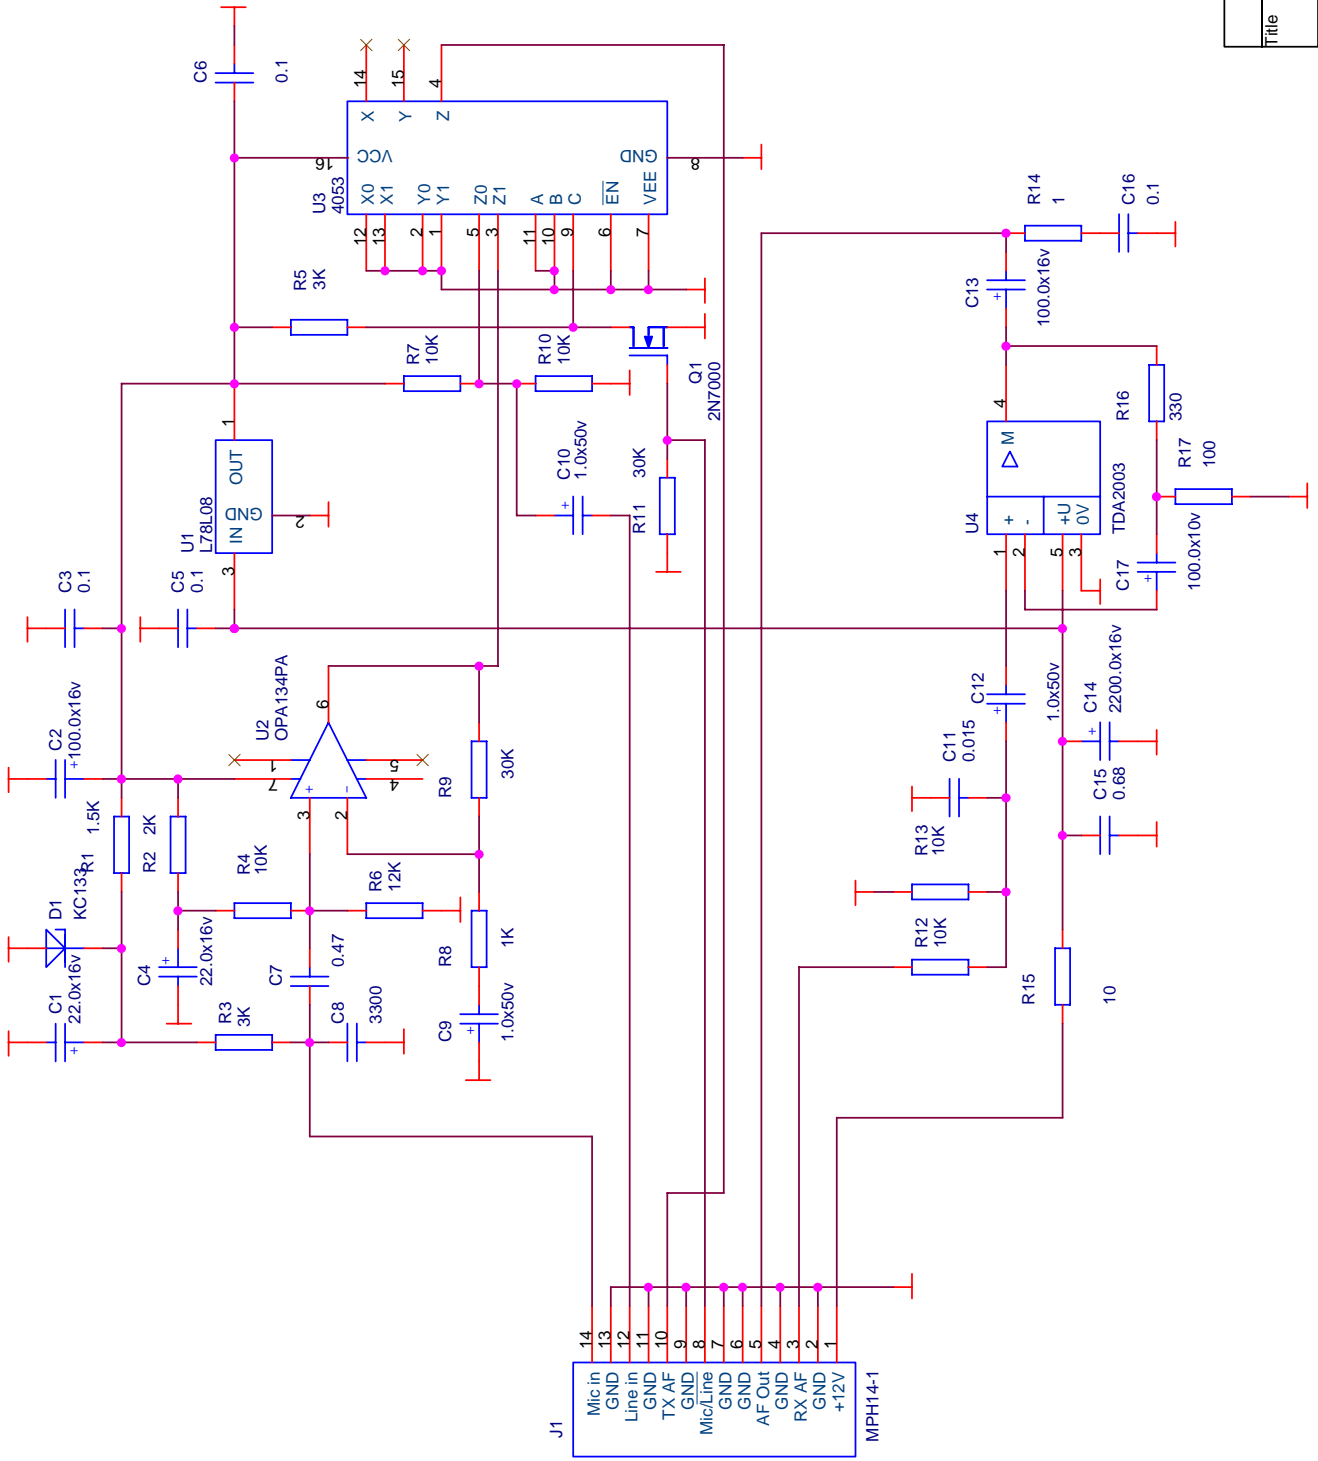 C6
0.1
14
15
4
X
Y
Z
16
VCC
GND
8
U3
4053
X0
X1
Y0
Y1
Z0
Z1
A
B
C
EN
VEE
12
13
2
1
5
3
11
10
9
6
7
R5
3K
R7
10K
R10
10K
Q1
2N7000
1
OUT
GND
IN
2
3
U1
L78L08
C10
1.0x50v
R11
30K
C3
0.1
C5
0.1
C2
100.0x16v
U2
OPA134PA
6
1
7
5
4
3
2
+
-
R9
30K
R1
1.5K
R2
2K
D1
KC133
R4
10K
R6
12K
C1
22.0x16v
C4
22.0x16v
R3
3K
C7
0.47
C8
3300
R8
1K
C9
1.0x50v
R14
1
C16
0.1
C13
100.0x16v
4
M
U4
TDA2003
+
-
+U
0V
1
2
5
3
R16
330
R17
100
C17
100.0x10v
C12
1.0x50v
C11
0.015
C14
2200.0x16v
C15
0.68
R13
10K
R12
10K
R15
10
J1
MPH14-1
14
13
12
11
10
9
8
7
6
5
4
3
2
1
Mic in
GND
Line in
GND
TX AF
GND
Mic/Line
GND
GND
AF Out
GND
RX AF
GND
+12V
Title